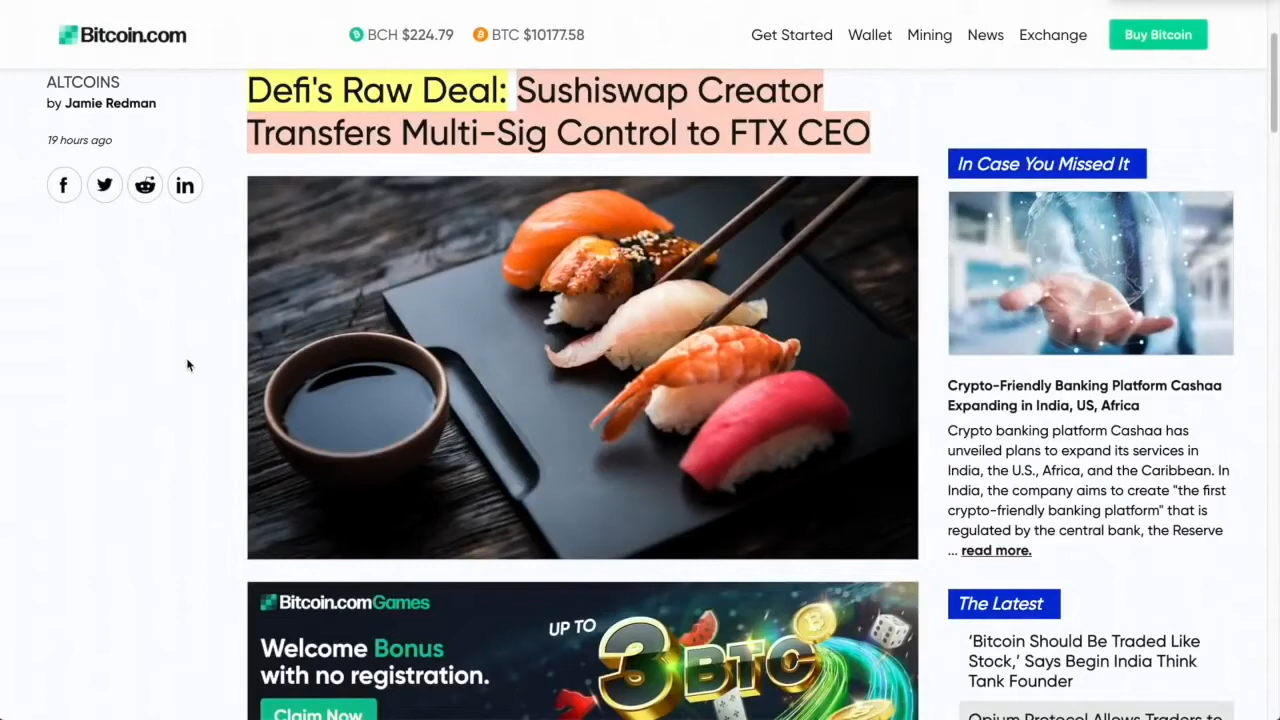 Bitcoin.com
BCH $224.79
BTC $10177.58
Get Started
Wallet
Mining
News
Exchange
Buy Bitcoin
ALTCOINS
by Jamie Redman
19 hours ago
Defi's Raw Deal: Sushiswap Creator
Transfers Multi-Sig Control to FTX CEO
Bitcoin.comGames
Welcome Bonus
with no registration.
Claim Now
UP TO
3 BTC
In Case You Missed It
Crypto-Friendly Banking Platform Cashaa
Expanding in India, US, Africa
Crypto banking platform Cashaa has
unveiled plans to expand its services in
India, the U.S., Africa, and the Caribbean. In
India, the company aims to create "the first
crypto-friendly banking platform" that is
regulated by the central bank, the Reserve
... read more.
The Latest
‘Bitcoin Should Be Traded Like
Stock,’ Says Begin India Think
Tank Founder
Opium Protocol Allows Traders to